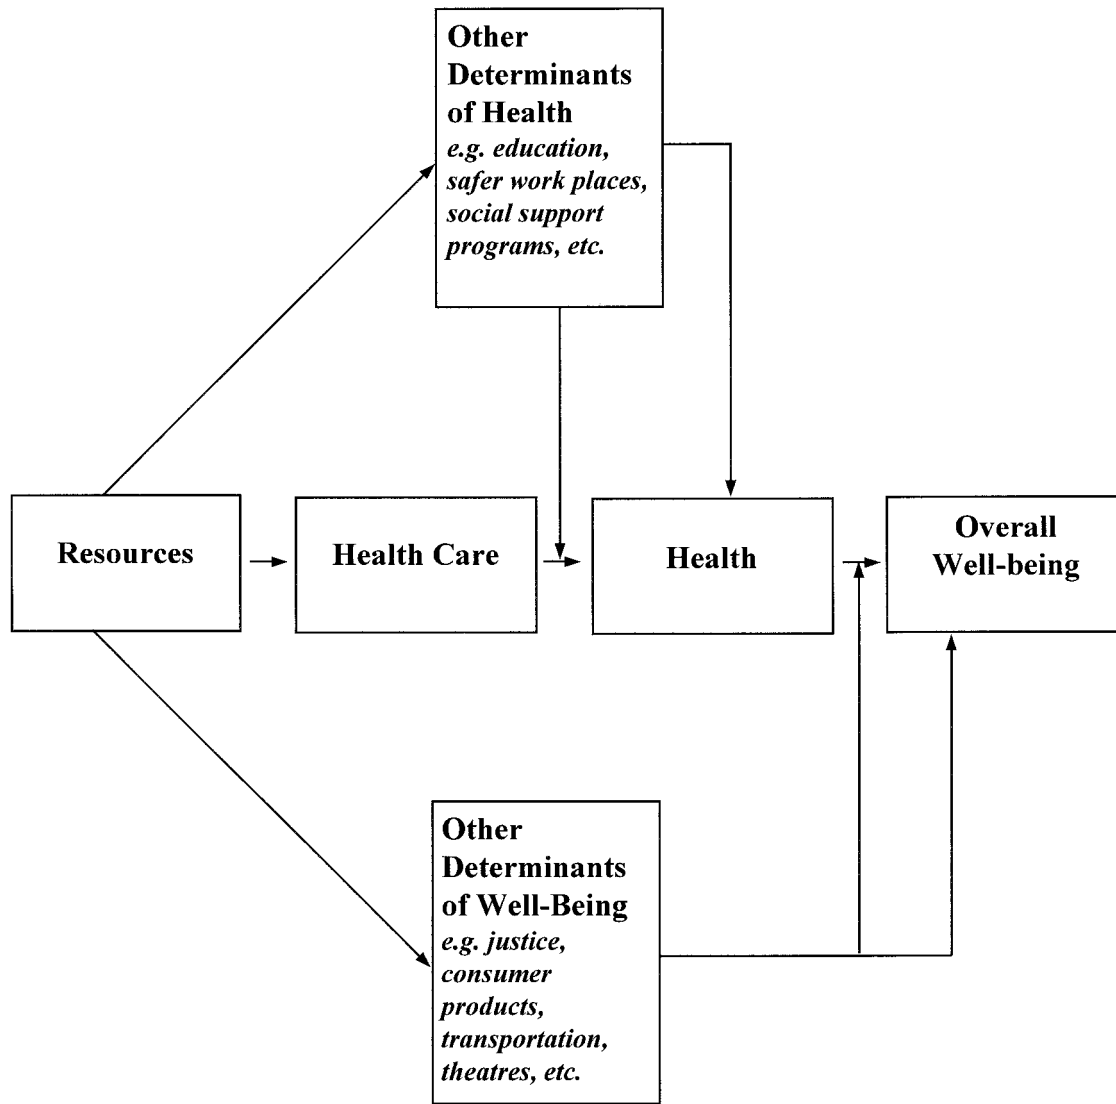 Other
Determinants
of Health
e.g. education,
safer work places,
social support
programs, etc.
Resources
Health Care
Health
Overall
Well-being
Other
Determinants
of Well-Being
e.g. justice,
consumer
products,
transportation,
theatres, etc.